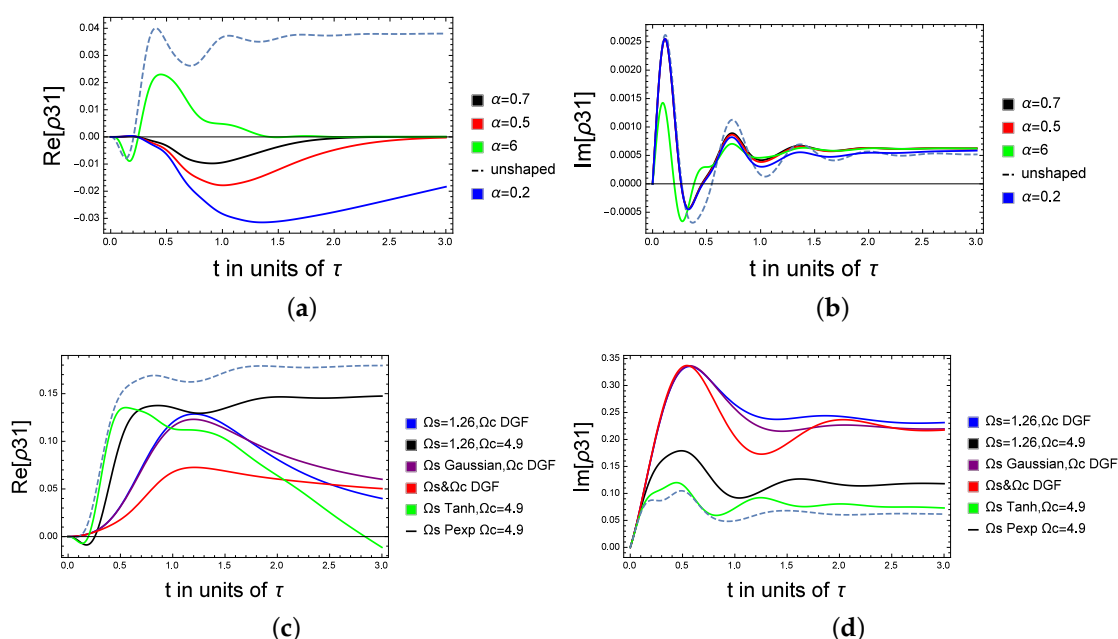 Re[ρ31]
0.04
0.03
0.02
0.01
0.00
-0.01
-0.02
-0.03
0.0 0.5 1.0 1.5 2.0 2.5 3.0
t in units of τ
α=0.7
α=0.5
α=6
unshaped
α=0.2
(a)
Im[ρ31]
0.0025
0.0020
0.0015
0.0010
0.0005
0.0000
-0.0005
0.0 0.5 1.0 1.5 2.0 2.5 3.0
t in units of τ
α=0.7
α=0.5
α=6
unshaped
α=0.2
(b)
Re[ρ31]
0.15
0.10
0.05
0.00
0.0 0.5 1.0 1.5 2.0 2.5 3.0
t in units of τ
Ωs=1.26,Ωc DGF
Ωs=1.26,Ωc=4.9
Ωs Gaussian,Ωc DGF
Ωs&Ωc DGF
Ωs Tanh,Ωc=4.9
Ωs Pexp Ωc=4.9
(c)
Im[ρ31]
0.35
0.30
0.25
0.20
0.15
0.10
0.05
0.00
0.0 0.5 1.0 1.5 2.0 2.5 3.0
t in units of τ
Ωs=1.26,Ωc DGF
Ωs=1.26,Ωc=4.9
Ωs Gaussian,Ωc DGF
Ωs&Ωc DGF
Ωs Tanh,Ωc=4.9
Ωs Pexp Ωc=4.9
(d)